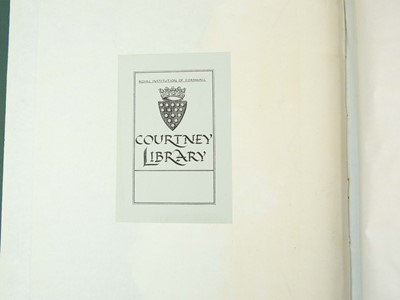 ROYAL INSTITUTION OF CORNWALL
COURTNEY
LIBRARY